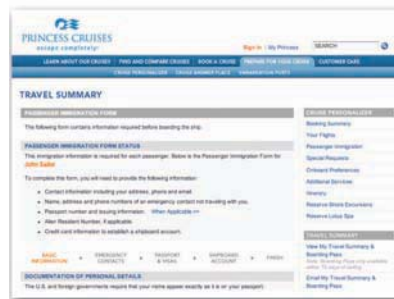 PRINCESS CRUISES
escape completely
Sign In | My Princess
SEARCH
LEARN ABOUT OUR CRUISES | FIND AND COMPARE CRUISES | BOOK A CRUISE | PREPARE FOR YOUR CRUISE | CUSTOMER CARE
CRUISE PERSONALIZER
TRAVEL SUMMARY
PASSENGER IMMIGRATION FORM
The following form contains information required before boarding the ship.
PASSENGER IMMIGRATION FORM STATUS
This immigration information is required for each passenger. Below is the Passenger Immigration Form for
To complete this form, you will need to provide the following information:
• Contact information including your address, phone and email.
• Name, address and phone numbers of an emergency contact not traveling with you.
• Passport number and issuing information. When Applicable >>
• Alien Resident Number, if applicable.
• Credit card information to establish a shipboard account.
BASIC INFORMATION
EMERGENCY CONTACTS
PASSPORT & VISAS
SHIPBOARD ACCOUNT
FINISH
DOCUMENTATION OF PERSONAL DETAILS
The U.S. and foreign governments require that your name appear exactly as it is on your passport.
CRUISE PERSONALIZER
Booking Summary
Your Flights
Passenger Immigration
Special Requests
Onboard Preferences
Additional Services
Itinerary
Reserve Shore Excursions
Reserve Lotus Spa
TRAVEL SUMMARY
View My Travel Summary & Boarding Pass
Email My Travel Summary & Boarding Pass